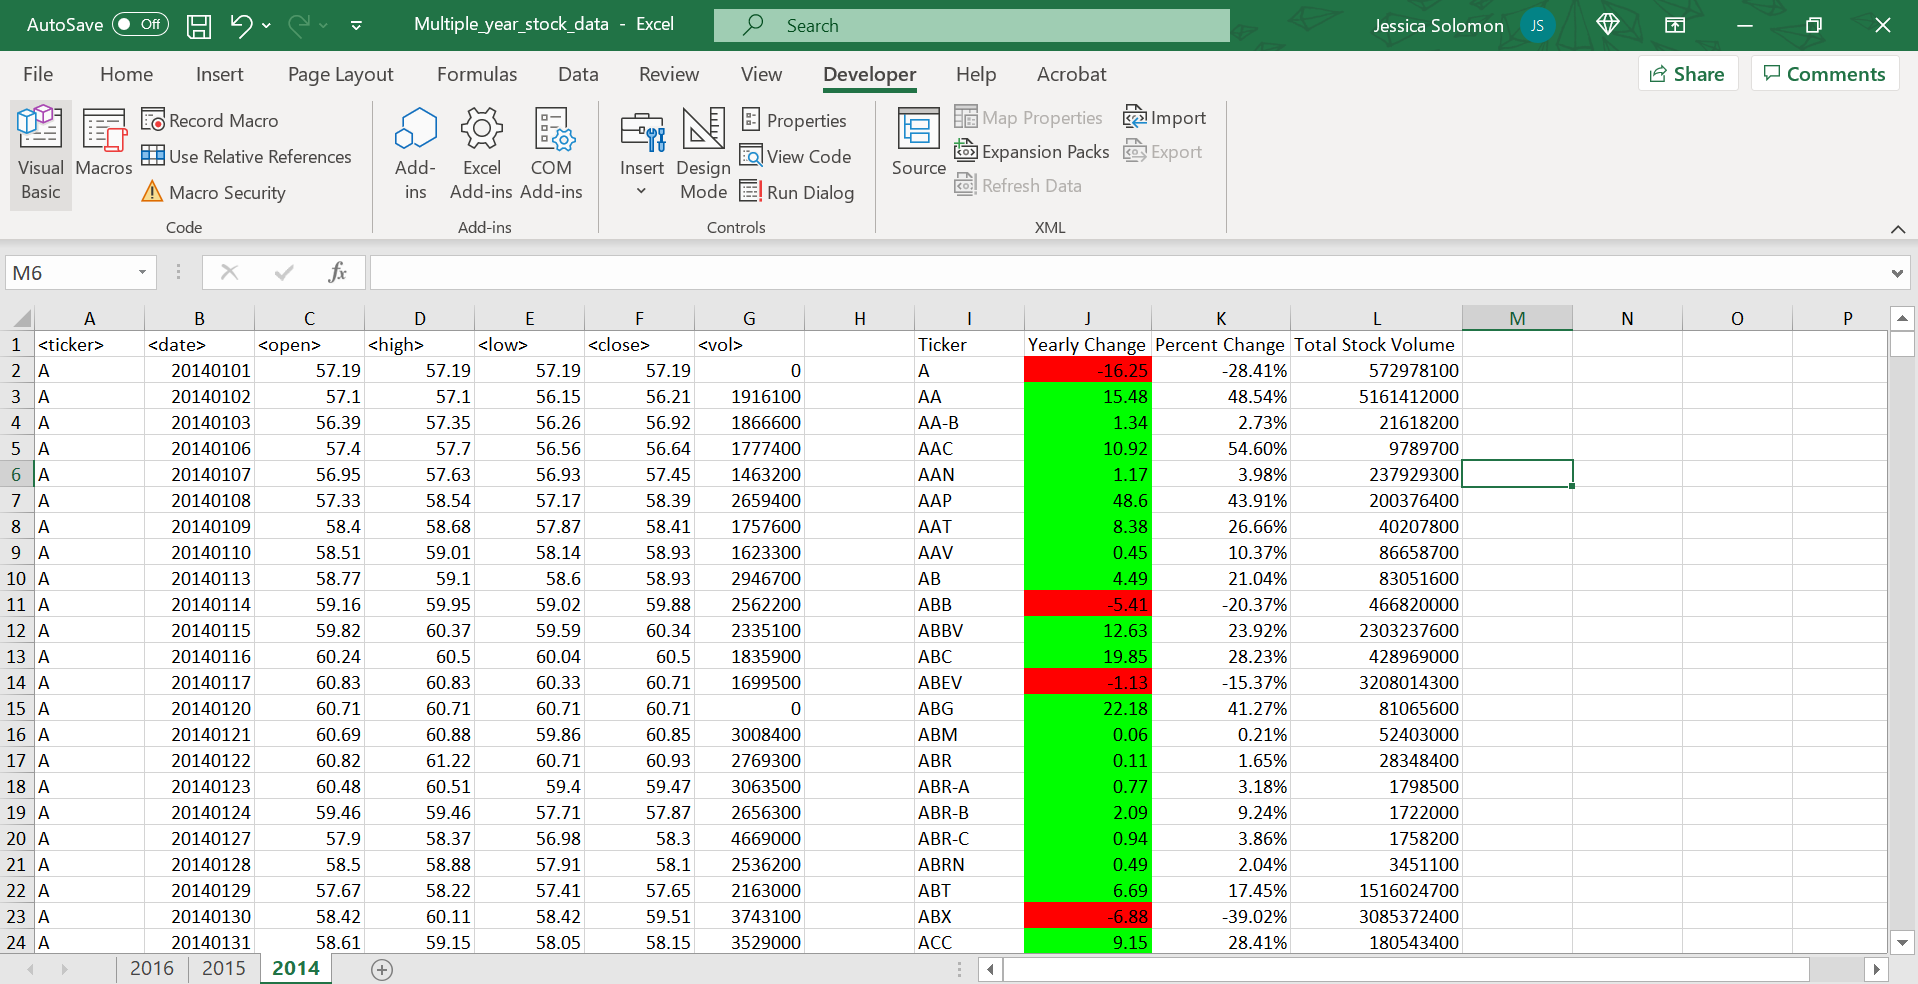 AutoSave Off Multiple_year_stock_data - Excel Search Jessica Solomon JS
File Home Insert Page Layout Formulas Data Review View Developer Help Acrobat Share Comments
Visual Basic
Macros
Record Macro
Use Relative References
Macro Security
Code
Add-ins
Excel Add-ins
COM Add-ins
Add-ins
Insert
Design Mode
Properties
View Code
Run Dialog
Controls
Source
Map Properties
Expansion Packs
Refresh Data
Import
Export
XML
M6 fx
A B C D E F G H I J K L M N O P
1 <ticker> <date> <open> <high> <low> <close> <vol> Ticker Yearly Change Percent Change Total Stock Volume
2 A 20140101 57.19 57.19 57.19 57.19 0 A -16.25 -28.41% 572978100
3 A 20140102 57.1 57.1 56.15 56.21 1916100 AA 15.48 48.54% 5161412000
4 A 20140103 56.39 57.35 56.26 56.92 1866600 AA-B 1.34 2.73% 21618200
5 A 20140106 57.4 57.7 56.56 56.64 1777400 AAC 10.92 54.60% 9789700
6 A 20140107 56.95 57.63 56.93 57.45 1463200 AAN 1.17 3.98% 237929300
7 A 20140108 57.33 58.54 57.17 58.39 2659400 AAP 48.6 43.91% 200376400
8 A 20140109 58.4 58.68 57.87 58.41 1757600 AAT 8.38 26.66% 40207800
9 A 20140110 58.51 59.01 58.14 58.93 1623300 AAV 0.45 10.37% 86658700
10 A 20140113 58.77 59.1 58.6 58.93 2946700 AB 4.49 21.04% 83051600
11 A 20140114 59.16 59.95 59.02 59.88 2562200 ABB -5.41 -20.37% 466820000
12 A 20140115 59.82 60.37 59.59 60.34 2335100 ABBV 12.63 23.92% 2303237600
13 A 20140116 60.24 60.5 60.04 60.5 1835900 ABC 19.85 28.23% 428969000
14 A 20140117 60.83 60.83 60.33 60.71 1699500 ABEV -1.13 -15.37% 3208014300
15 A 20140120 60.71 60.71 60.71 60.71 0 ABG 22.18 41.27% 81065600
16 A 20140121 60.69 60.88 59.86 60.85 3008400 ABM 0.06 0.21% 52403000
17 A 20140122 60.82 61.22 60.71 60.93 2769300 ABR 0.11 1.65% 28348400
18 A 20140123 60.48 60.51 59.4 59.47 3063500 ABR-A 0.77 3.18% 1798500
19 A 20140124 59.46 59.46 57.71 57.87 2656300 ABR-B 2.09 9.24% 1722000
20 A 20140127 57.9 58.37 56.98 58.3 4669000 ABR-C 0.94 3.86% 1758200
21 A 20140128 58.5 58.88 57.91 58.1 2536200 ABRN 0.49 2.04% 3451100
22 A 20140129 57.67 58.22 57.41 57.65 2163000 ABT 6.69 17.45% 1516024700
23 A 20140130 58.42 60.11 58.42 59.51 3743100 ABX -6.88 -39.02% 3085372400
24 A 20140131 58.61 59.15 58.05 58.15 3529000 ACC 9.15 28.41% 180543400
2016 2015 2014